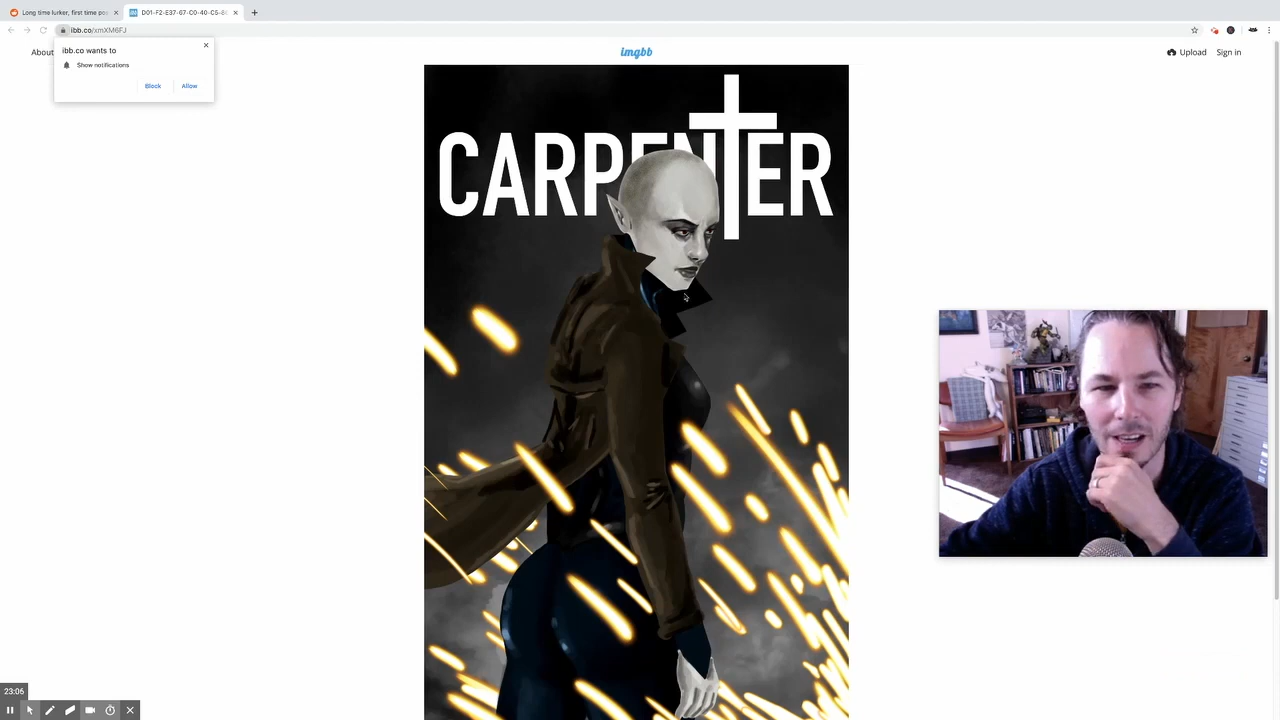 Long time lurker, first time pos
D01-F2-E37-67-C0-40-C5-8
ibb.co/xmXM6FJ
ibb.co wants to
Show notifications
Block
Allow
About
imgbb
Upload
Sign in
CARPENTER
23:06